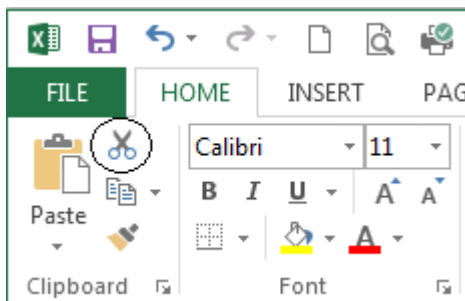 FILE HOME INSERT PAG
Calibri 11
B I U A A
Paste
A
Clipboard Font